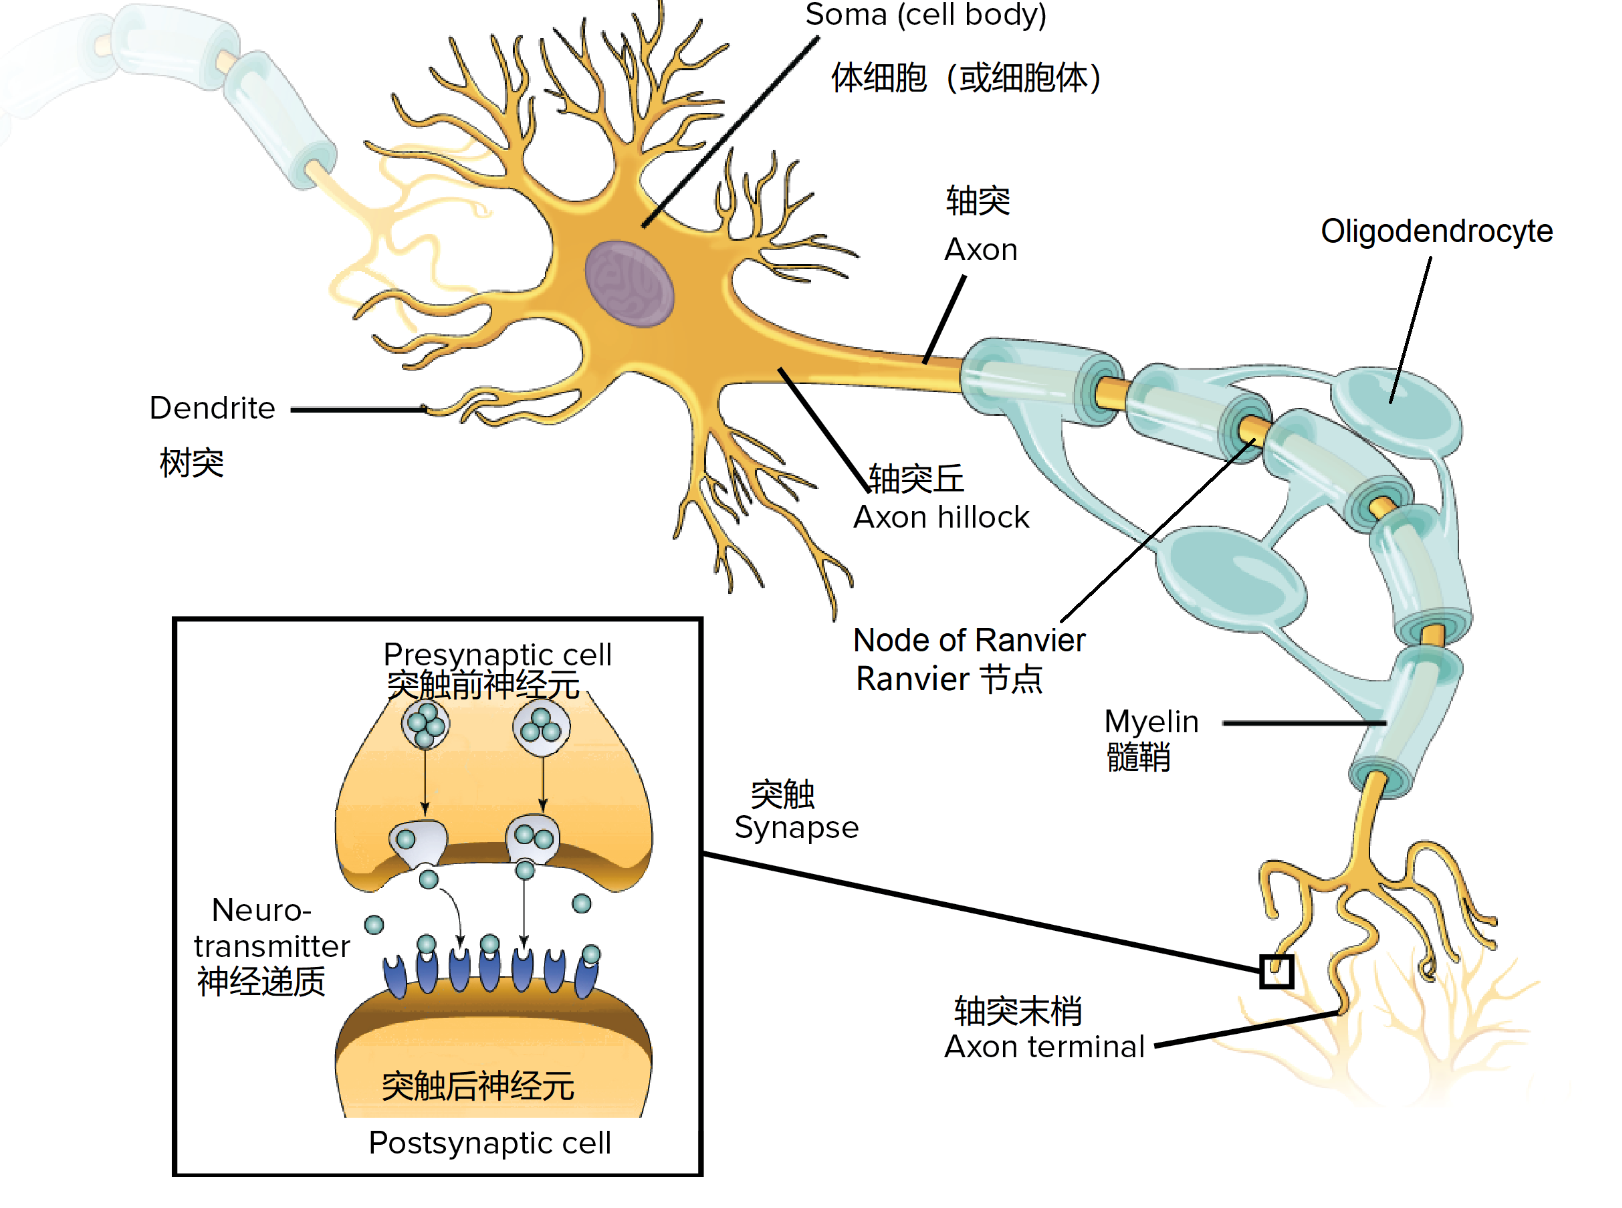 Soma (cell body)
体细胞（或细胞体）
轴突
Axon
Oligodendrocyte
Dendrite
树突
轴突丘
Axon hillock
Node of Ranvier
Ranvier 节点
Presynaptic cell
突触前神经元
Myelin
髓鞘
突触
Synapse
Neuro-
transmitter
神经递质
轴突末梢
Axon terminal
突触后神经元
Postsynaptic cell